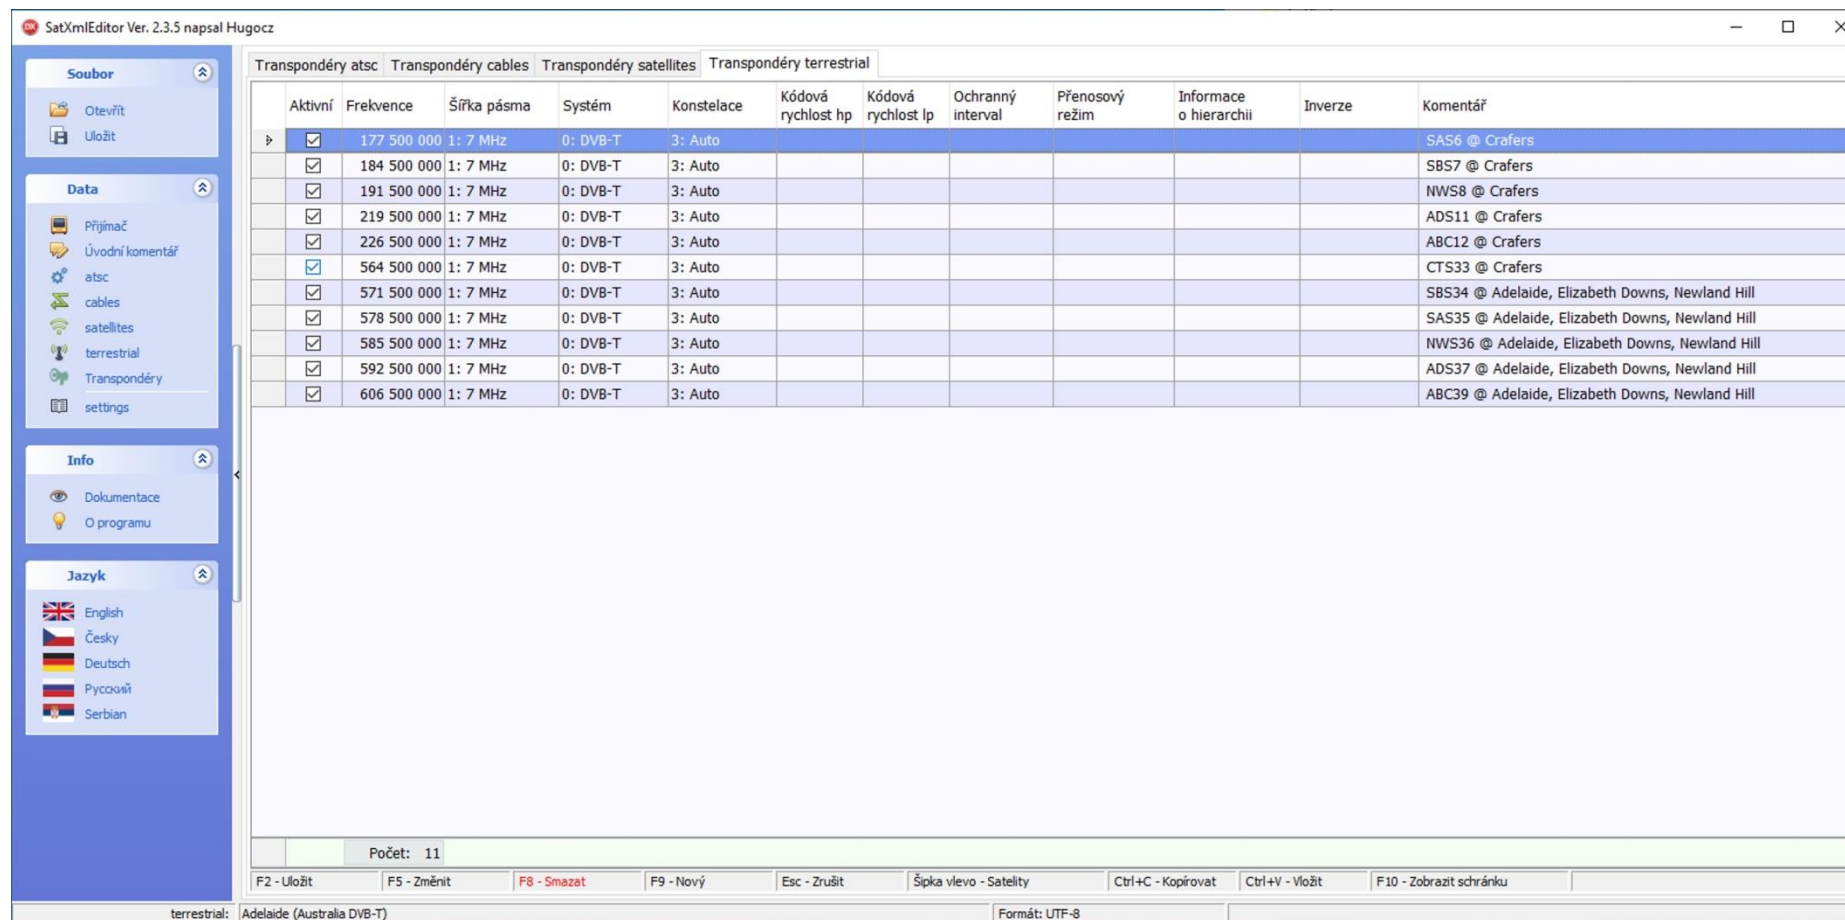 SatXmlEditor Ver. 2.3.5 napsal Hugocz
Soubor
Otevřít
Uložit
Data
Přijímač
Úvodní komentář
atsc
cables
satellites
terrestrial
Transpondéry
settings
Info
Dokumentace
O programu
Jazyk
English
Česky
Deutsch
Русский
Serbian
Transpondéry atsc Transpondéry cables Transpondéry satellites Transpondéry terrestrial
Aktivní Frekvence Šířka pásma Systém Konstelace Kódová rychlost hp Kódová rychlost lp Ochranný interval Přenosový režim Informace o hierarchii Inverze Komentář
177 500 000 1: 7 MHz 0: DVB-T 3: Auto SAS6 @ Crafers
184 500 000 1: 7 MHz 0: DVB-T 3: Auto SBS7 @ Crafers
191 500 000 1: 7 MHz 0: DVB-T 3: Auto NWS8 @ Crafers
219 500 000 1: 7 MHz 0: DVB-T 3: Auto ADS11 @ Crafers
226 500 000 1: 7 MHz 0: DVB-T 3: Auto ABC12 @ Crafers
564 500 000 1: 7 MHz 0: DVB-T 3: Auto CTS33 @ Crafers
571 500 000 1: 7 MHz 0: DVB-T 3: Auto SBS34 @ Adelaide, Elizabeth Downs, Newland Hill
578 500 000 1: 7 MHz 0: DVB-T 3: Auto SAS35 @ Adelaide, Elizabeth Downs, Newland Hill
585 500 000 1: 7 MHz 0: DVB-T 3: Auto NWS36 @ Adelaide, Elizabeth Downs, Newland Hill
592 500 000 1: 7 MHz 0: DVB-T 3: Auto ADS37 @ Adelaide, Elizabeth Downs, Newland Hill
606 500 000 1: 7 MHz 0: DVB-T 3: Auto ABC39 @ Adelaide, Elizabeth Downs, Newland Hill
Počet: 11
F2 - Uložit F5 - Změnit F8 - Smazat F9 - Nový Esc - Zrušit Šipka vlevo - Satelity Ctrl+C - Kopírovat Ctrl+V - Vložit F10 - Zobrazit schránku
terrestrial: Adelaide (Australia DVB-T) Formát: UTF-8